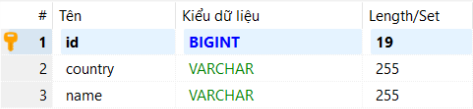 # Tên Kiểu dữ liệu Length/Set
1 id BIGINT 19
2 country VARCHAR 255
3 name VARCHAR 255